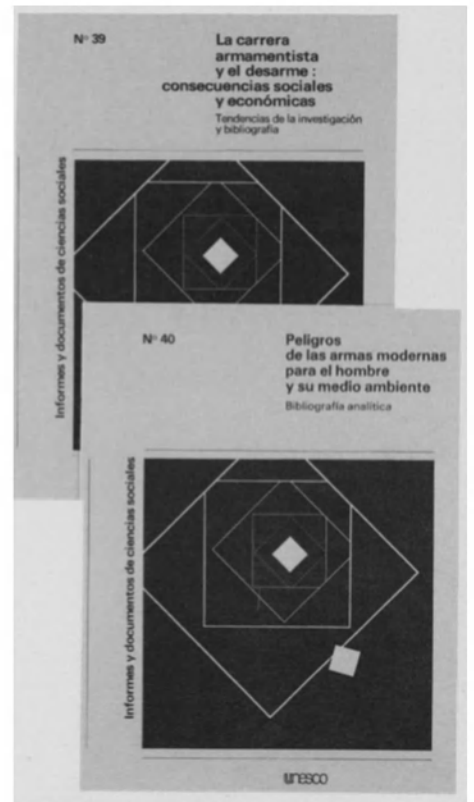 Nº 39
La carrera
armamentista
y el desarme :
consecuencias sociales
y económicas
Tendencias de la investigación
y bibliografía
Informes y documentos de ciencias sociales
Nº 40
Peligros
de las armas modernas
para el hombre
y su medio ambiente
Bibliografía analítica
Informes y documentos de ciencias sociales
unesco